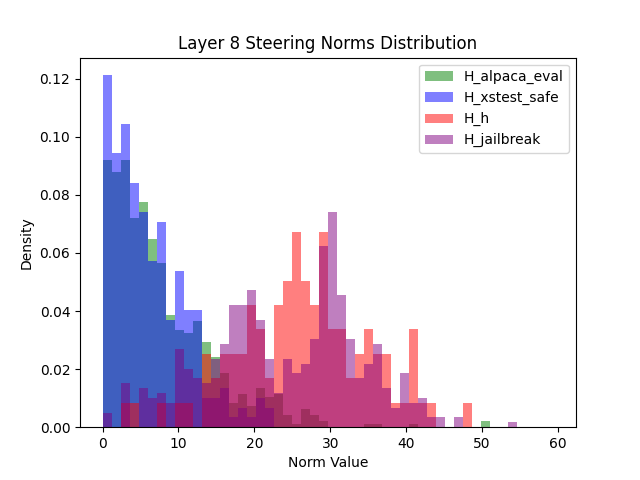 Layer 8 Steering Norms Distribution
H_alpaca_eval
H_xstest_safe
H_h
H_jailbreak
Density
0.12
0.10
0.08
0.06
0.04
0.02
0.00
0 10 20 30 40 50 60
Norm Value